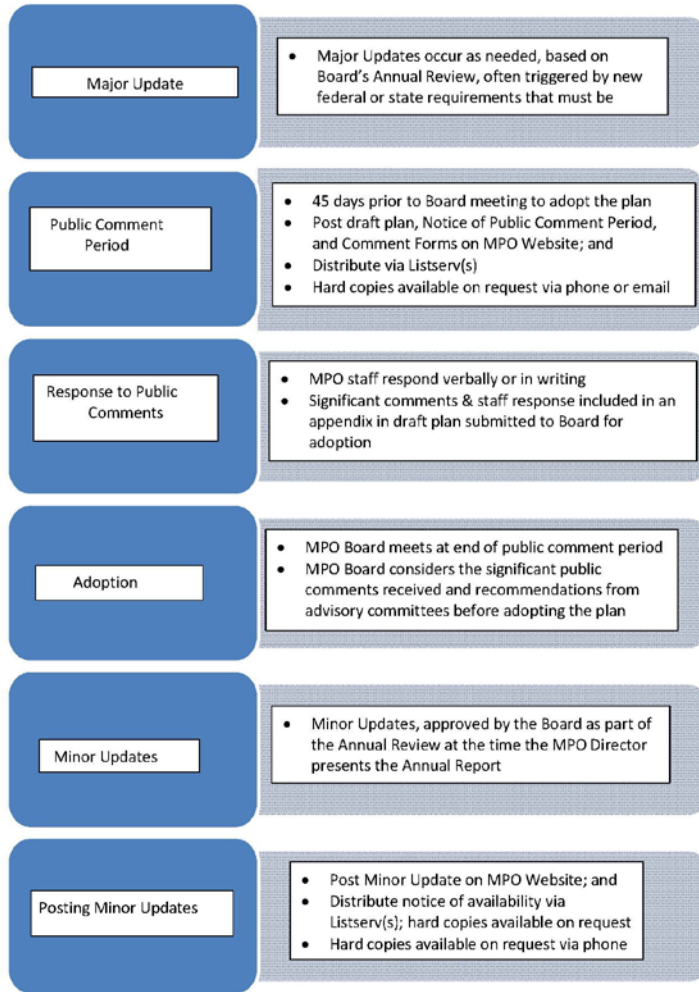 Major Update
• Major Updates occur as needed, based on
Board's Annual Review, often triggered by new
federal or state requirements that must be
Public Comment
Period
• 45 days prior to Board meeting to adopt the plan
• Post draft plan, Notice of Public Comment Period,
and Comment Forms on MPO Website; and
• Distribute via Listserv(s)
• Hard copies available on request via phone or email
Response to Public
Comments
• MPO staff respond verbally or in writing
• Significant comments & staff response included in an
appendix in draft plan submitted to Board for
adoption
Adoption
• MPO Board meets at end of public comment period
• MPO Board considers the significant public
comments received and recommendations from
advisory committees before adopting the plan
Minor Updates
• Minor Updates, approved by the Board as part of
the Annual Review at the time the MPO Director
presents the Annual Report
Posting Minor Updates
• Post Minor Update on MPO Website; and
• Distribute notice of availability via
Listserv(s); hard copies available on request
• Hard copies available on request via phone